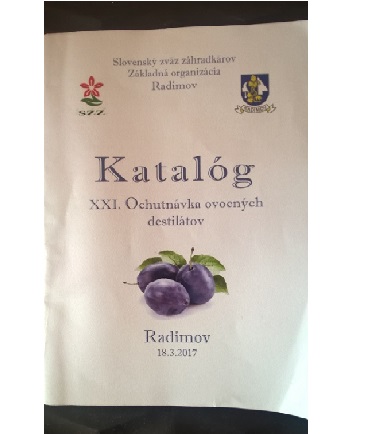 Slovenský zväz záhradkárov
Základná organizácia
Radimov
SZZ
Katalóg
XXI. Ochutnávka ovocných
destilátov
Radimov
18.3.2017